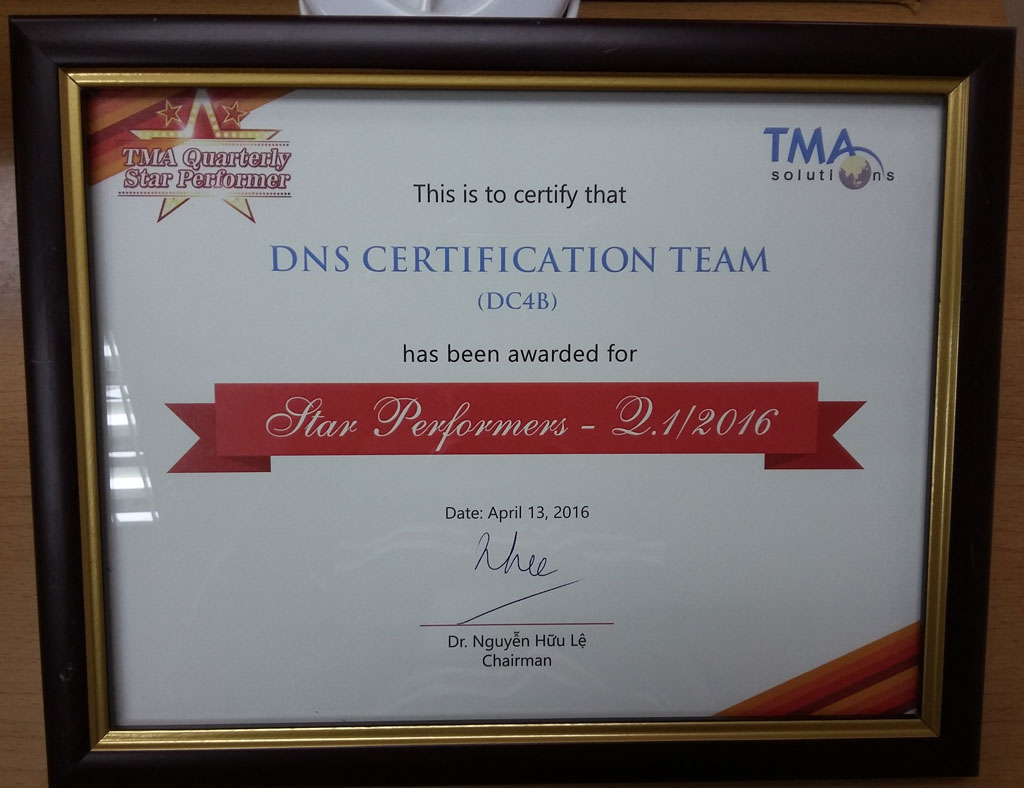 TMA Quarterly
Star Performer
TMA
solutions
This is to certify that
DNS CERTIFICATION TEAM
(DC4B)
has been awarded for
Star Performers - Q.1/2016
Date: April 13, 2016
Dr. Nguyễn Hữu Lệ
Chairman